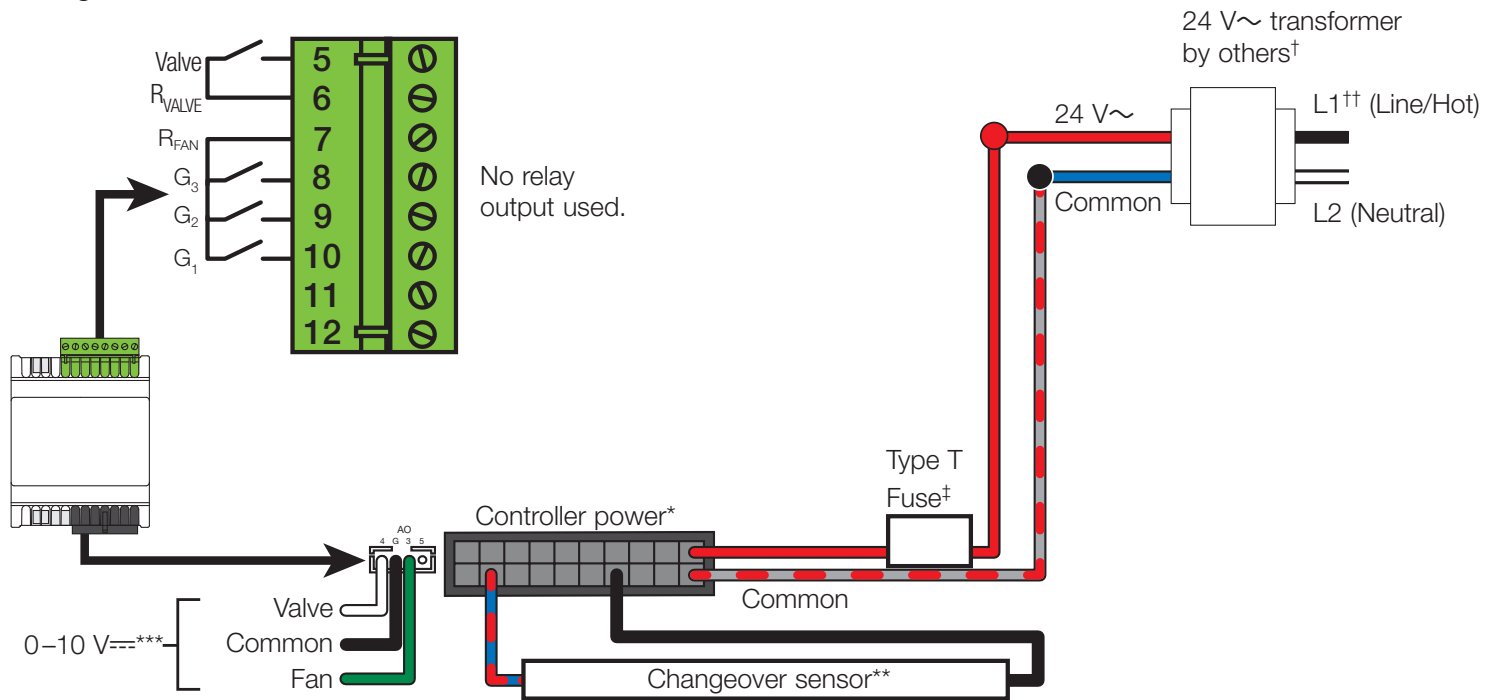 24 V∼ transformer
by others†
L1†† (Line/Hot)
24 V∼
Common
L2 (Neutral)
Valve
5
R_VALVE
6
R_FAN
7
G₃
8
G₂
9
G₁
10
11
12
No relay
output used.
Type T
Fuse‡
Controller power*
AO
4 G 3 5
Common
Valve
0–10 V⎓***
Common
Fan
Changeover sensor**